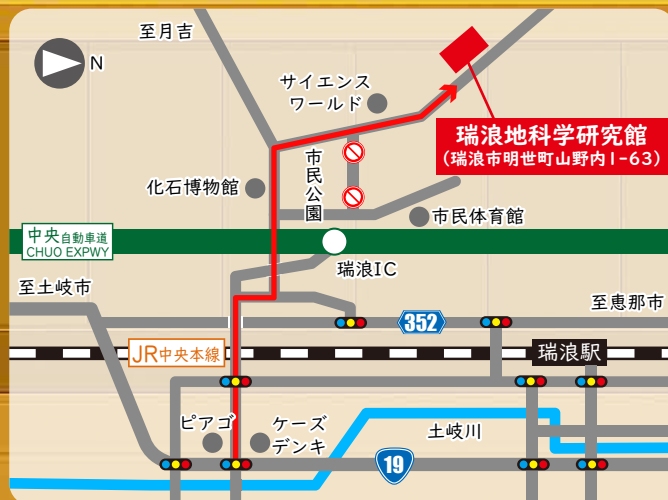 至月吉
N
サイエンス
ワールド
瑞浪地科学研究館
(瑞浪市明世町山野内1-63)
市民公園
化石博物館
市民体育館
中央自動車道
CHUO EXPWY
瑞浪IC
至土岐市
至恵那市
352
JR中央本線
瑞浪駅
ピアゴ
ケーズ
デンキ
土岐川
19